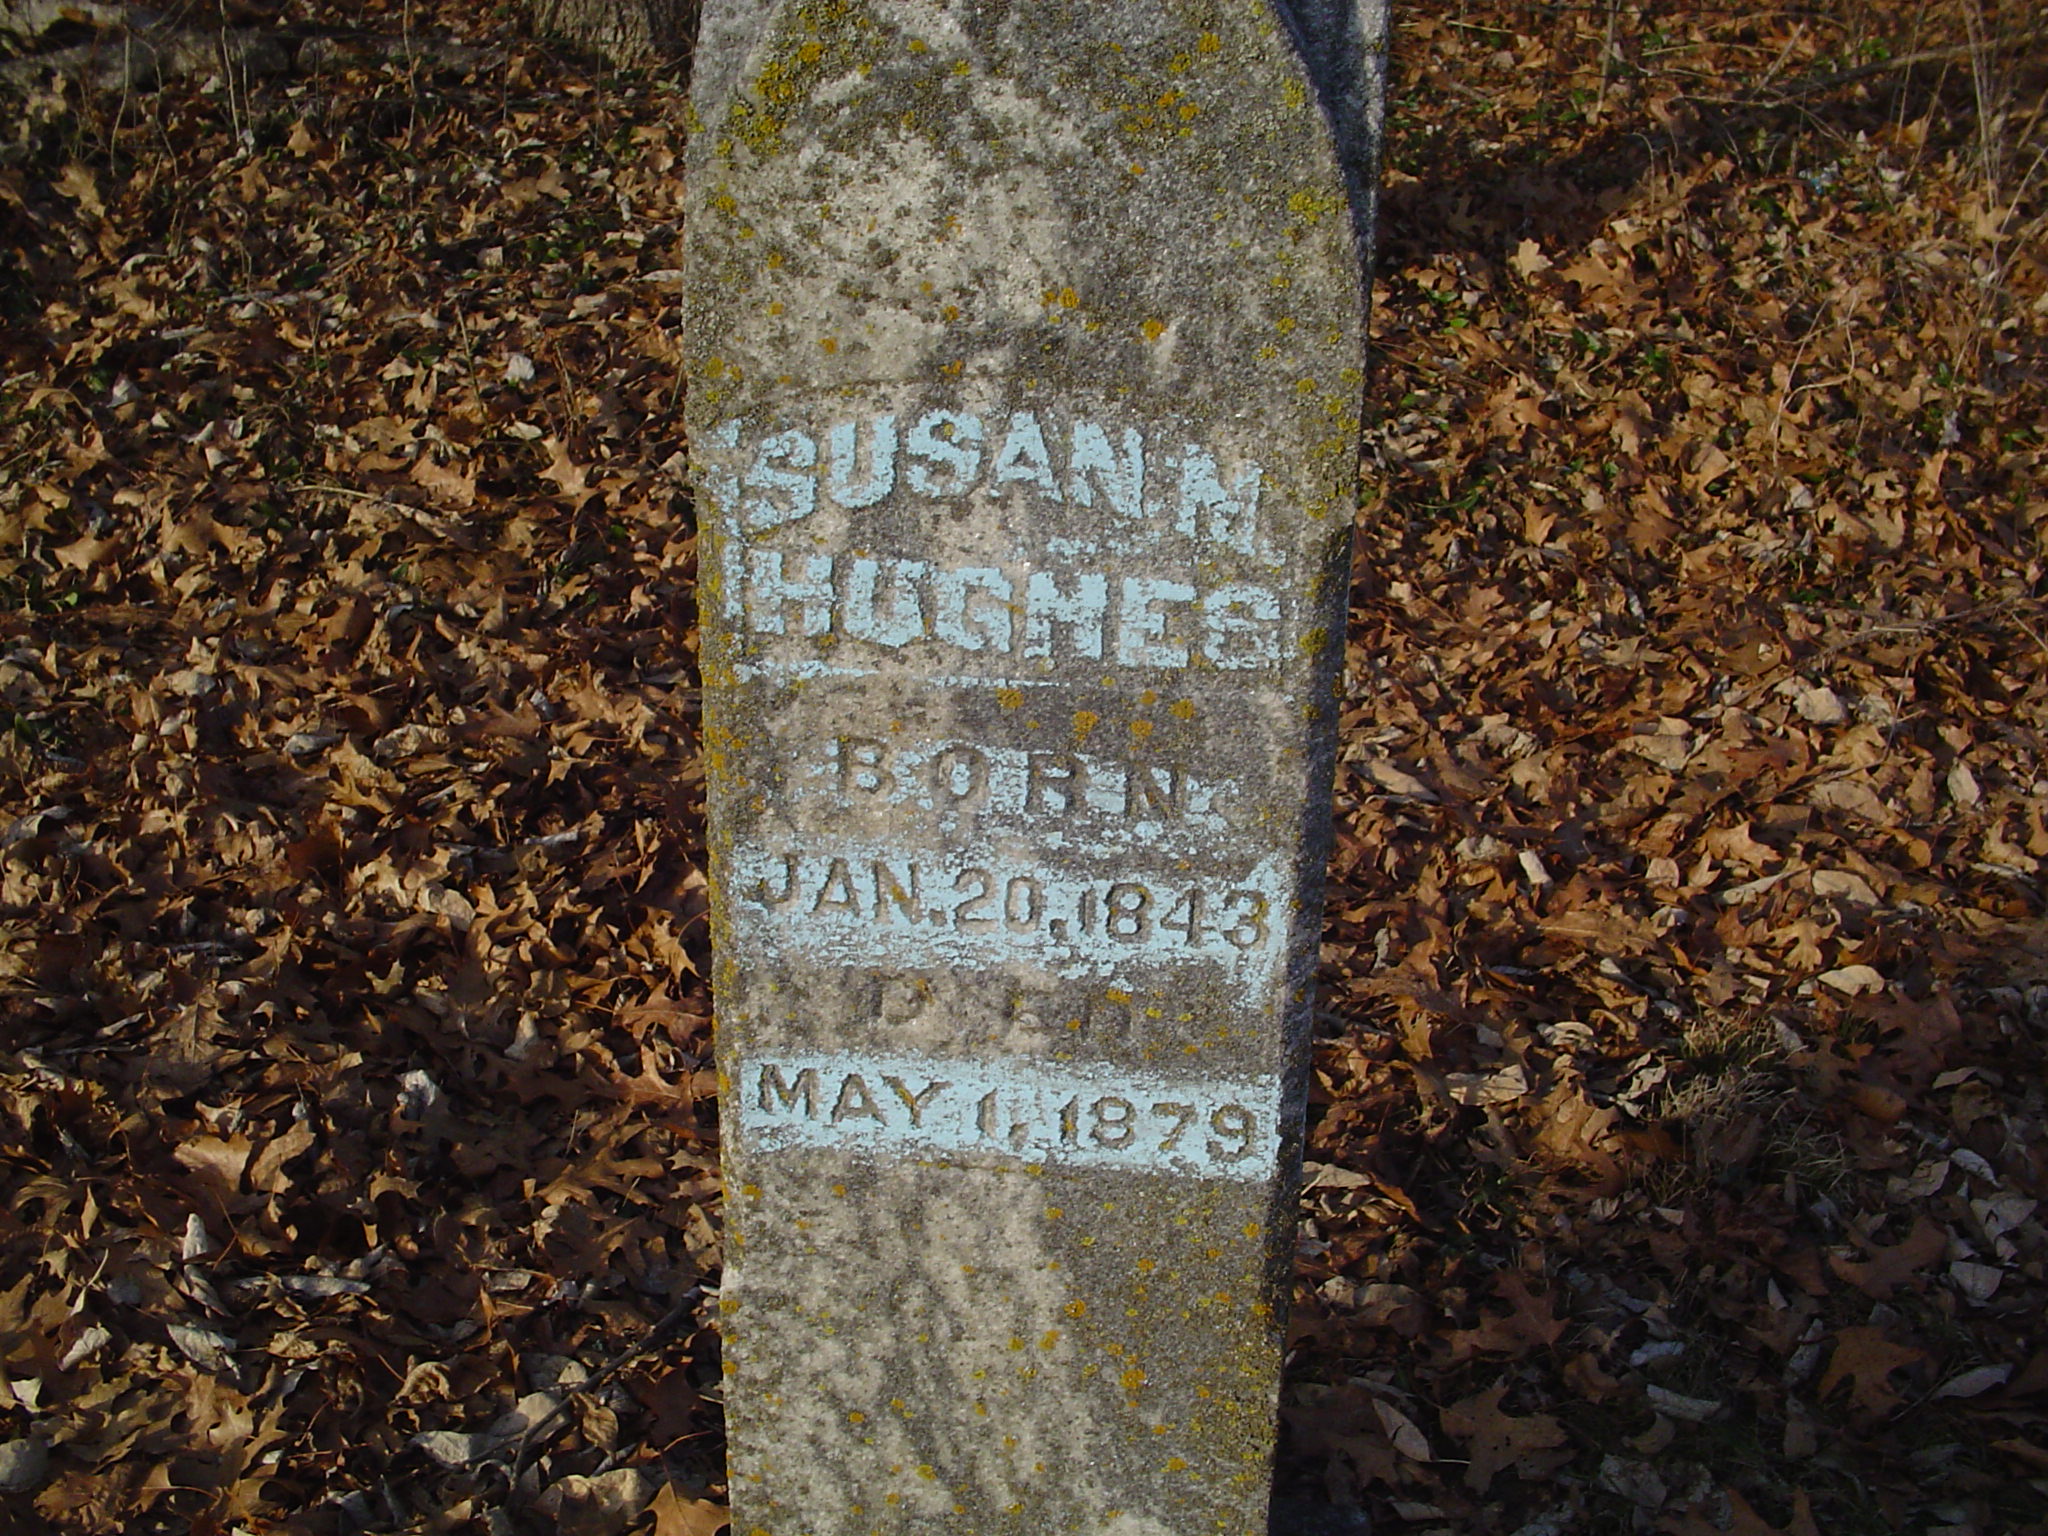 SUSAN. N.
HUGHES
BORN
JAN. 20, 1843
DIED
MAY 1, 1879